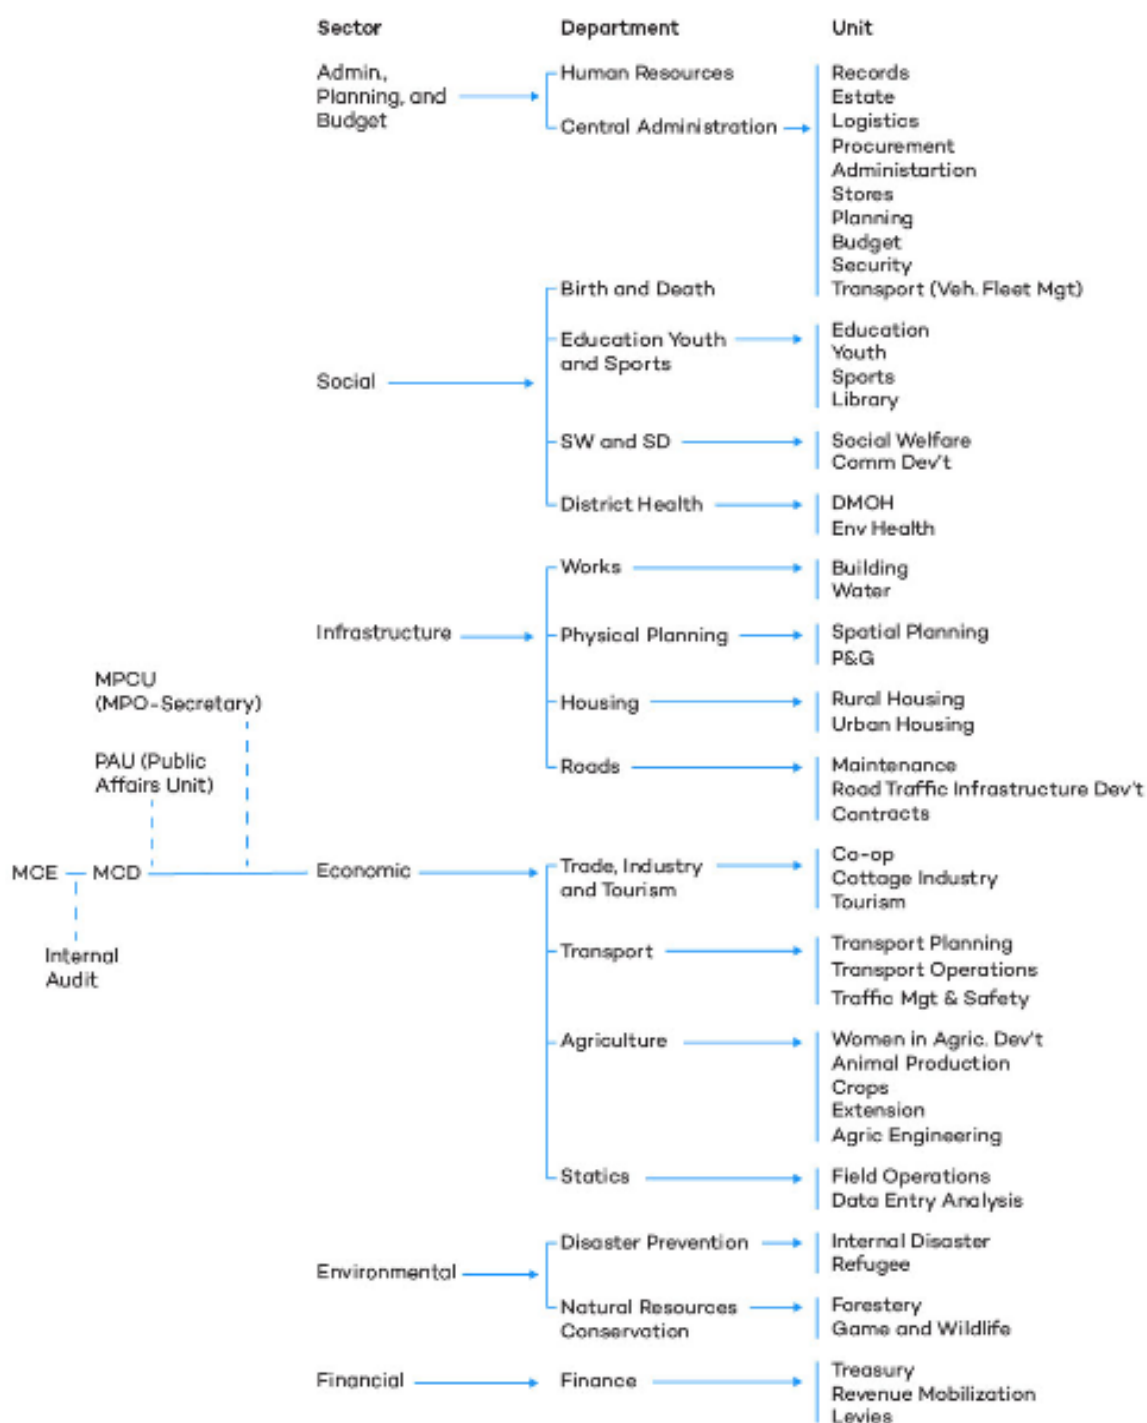 Sector
Department
Unit
Admin,
Planning, and
Budget
Human Resources
Central Administration
Records
Estate
Logistics
Procurement
Administartion
Stores
Planning
Budget
Security
Transport (Veh. Fleet Mgt)
Social
Birth and Death
Education Youth
and Sports
Education
Youth
Sports
Library
SW and SD
Social Welfare
Comm Dev't
District Health
DMOH
Env Health
Infrastructure
Works
Building
Water
Physical Planning
Spatial Planning
P&G
Housing
Rural Housing
Urban Housing
Roads
Maintenance
Road Traffic Infrastructure Dev't
Contracts
MPCU
(MPO-Secretary)
PAU (Public
Affairs Unit)
MCE
MCD
Internal
Audit
Economic
Trade, Industry
and Tourism
Co-op
Cottage Industry
Tourism
Transport
Transport Planning
Transport Operations
Traffic Mgt & Safety
Agriculture
Women in Agric. Dev't
Animal Production
Crops
Extension
Agric Engineering
Statics
Field Operations
Data Entry Analysis
Environmental
Disaster Prevention
Internal Disaster
Refugee
Natural Resources
Conservation
Forestery
Game and Wildlife
Financial
Finance
Treasury
Revenue Mobilization
Levies